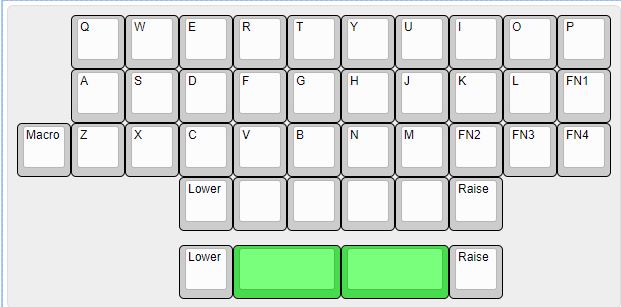 Q W E R T Y U I O P
A S D F G H J K L FN1
Macro Z X C V B N M FN2 FN3 FN4
Lower Raise
Lower Raise